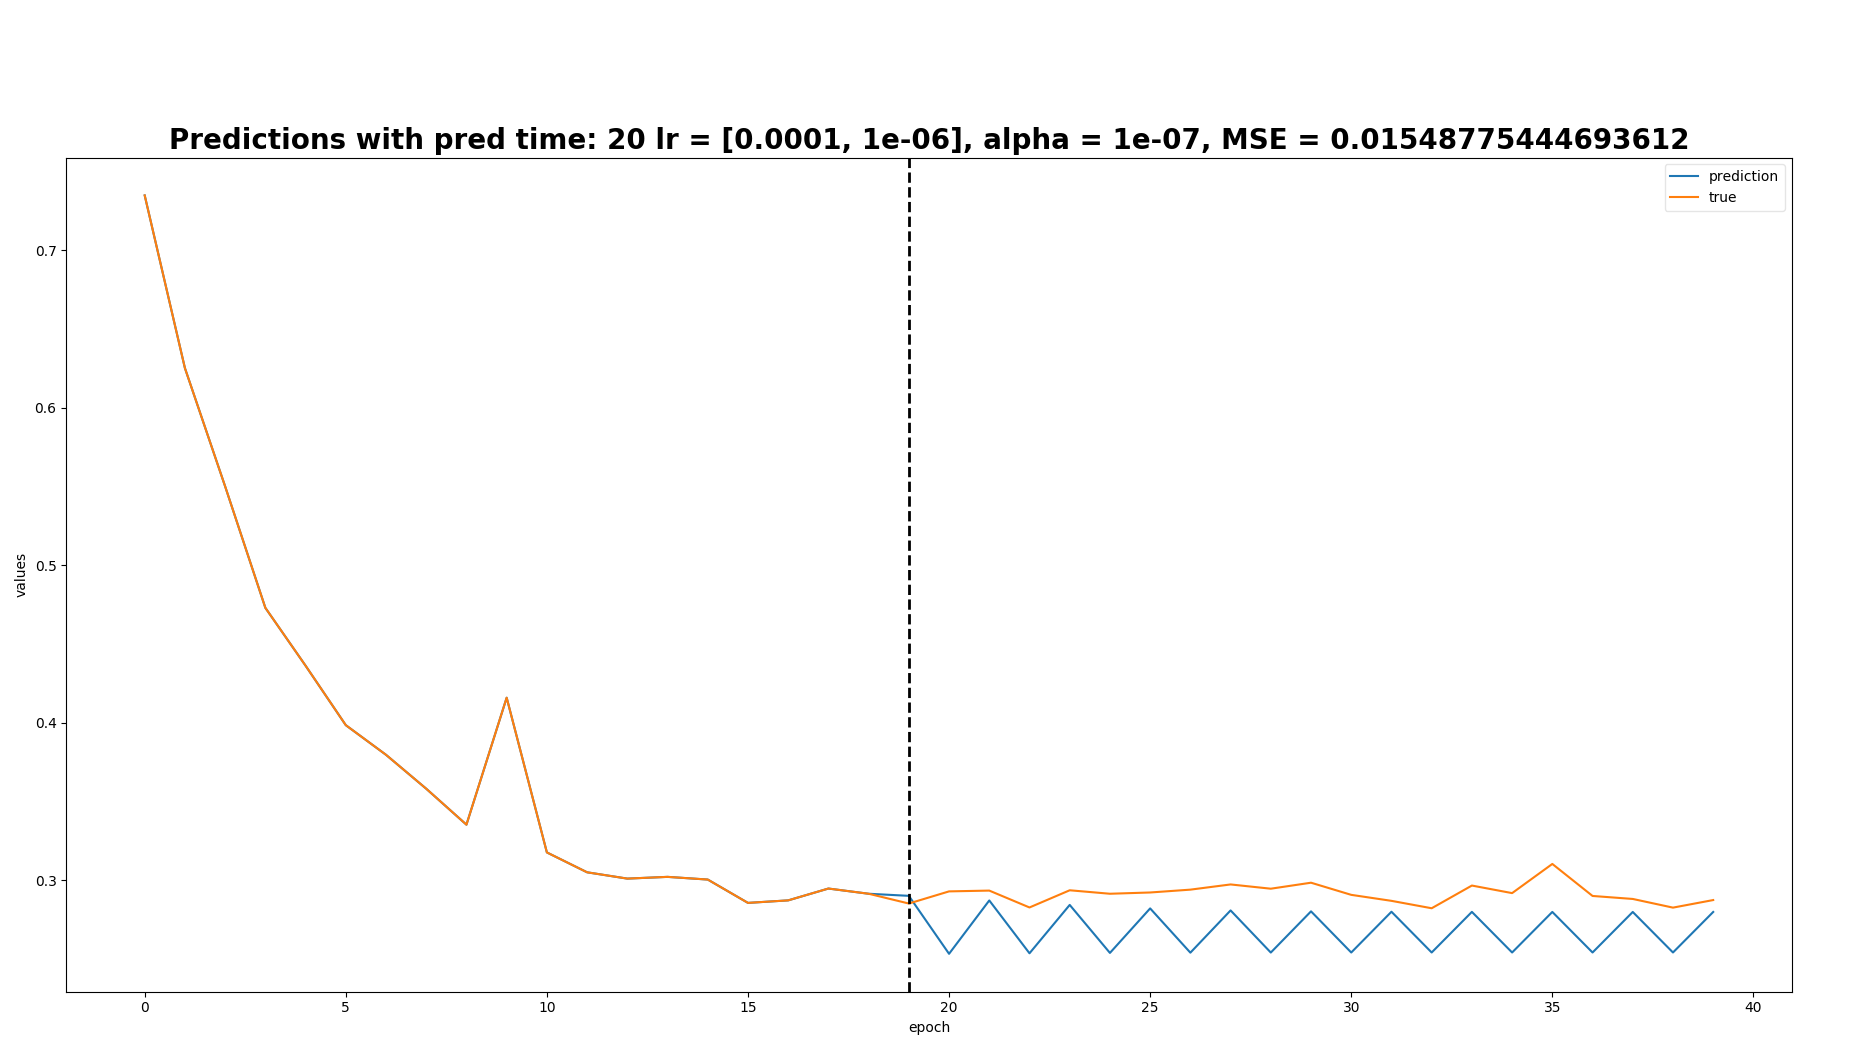 Predictions with pred time: 20 lr = [0.0001, 1e-06], alpha = 1e-07, MSE = 0.01548775444693612
prediction
true
0.7
0.6
0.5
0.4
0.3
values
0 5 10 15 20 25 30 35 40
epoch